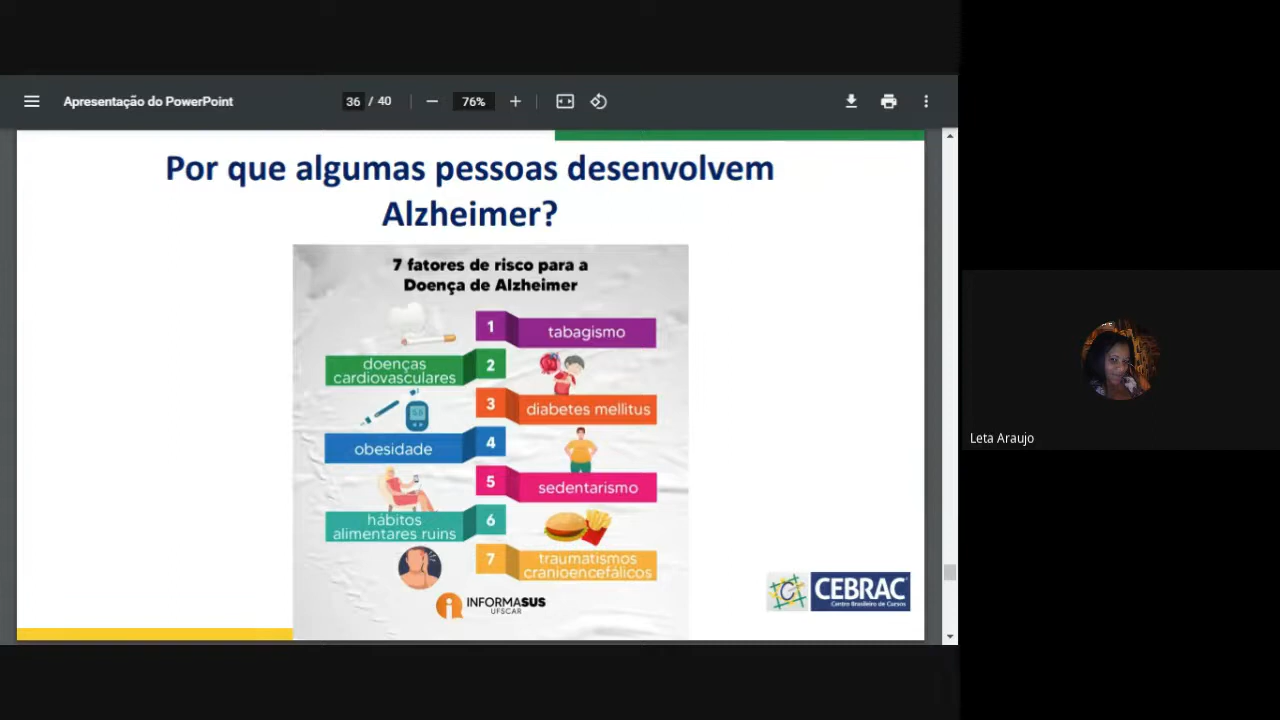 Apresentação do PowerPoint
36 / 40
76%
Por que algumas pessoas desenvolvem
Alzheimer?
7 fatores de risco para a
Doença de Alzheimer
1
tabagismo
doenças
cardiovasculares
2
3
diabetes mellitus
obesidade
4
5
sedentarismo
hábitos
alimentares ruins
6
7
traumatismos
cranioencefálicos
INFORMASUS
UFSCAR
C
CEBRAC
Centro Brasileiro de Cursos
Leta Araujo